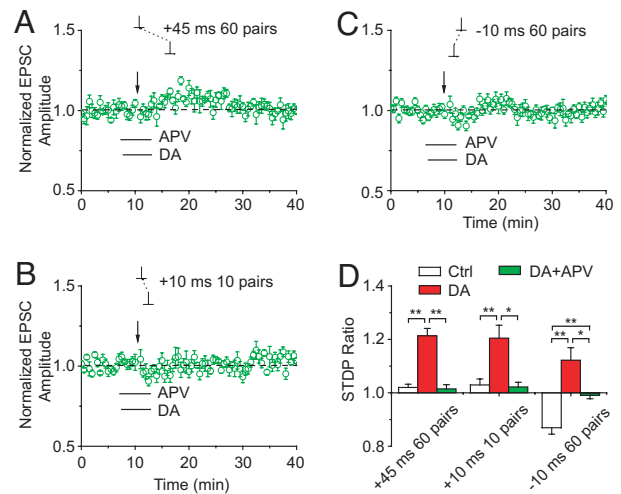 A
1.5
+45 ms 60 pairs
Normalized EPSC
Amplitude
1.0
APV
DA
0.5
0 10 20 30 40
C
1.5
-10 ms 60 pairs
1.0
APV
DA
0.5
0 10 20 30 40
Time (min)
B
1.5
+10 ms 10 pairs
Normalized EPSC
Amplitude
1.0
APV
DA
0.5
0 10 20 30 40
Time (min)
D
Ctrl DA+APV
DA
1.4
STDP Ratio
1.2
1.0
0.8
** **
** *
**
** *
+45 ms 60 pairs
+10 ms 10 pairs
-10 ms 60 pairs